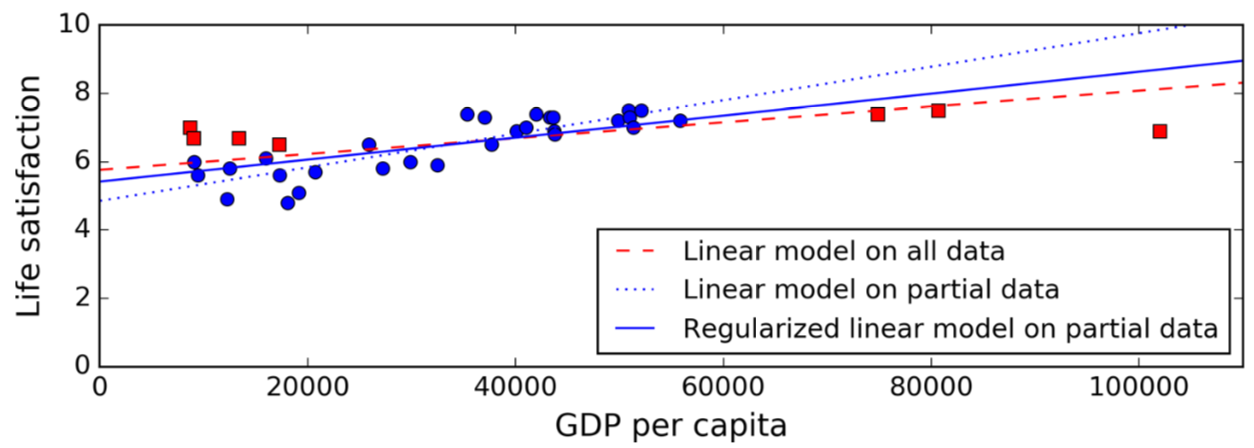 10
8
6
4
2
0
Life satisfaction
Linear model on all data
Linear model on partial data
Regularized linear model on partial data
0 20000 40000 60000 80000 100000
GDP per capita